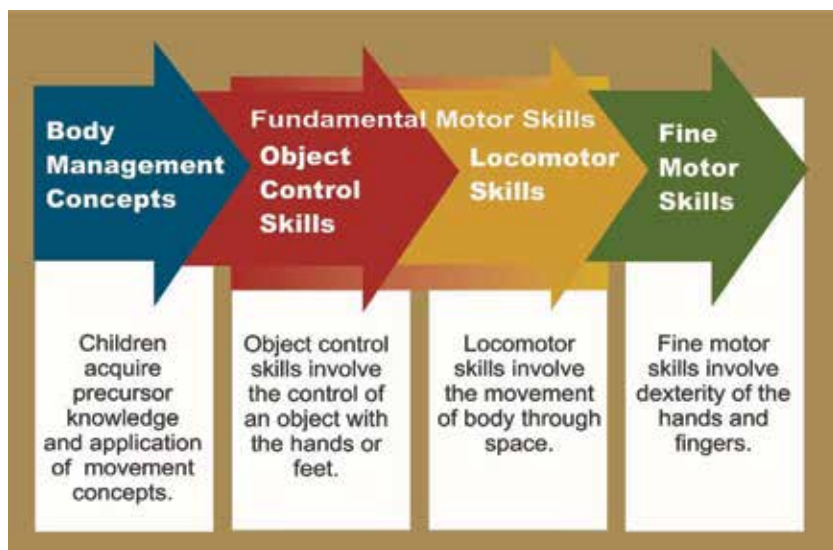 Body
Management
Concepts
Fundamental Motor Skills
Object
Control
Skills
Locomotor
Skills
Fine
Motor
Skills
Children
acquire
precursor
knowledge
and application
of movement
concepts.
Object control
skills involve
the control of
an object with
the hands or
feet.
Locomotor
skills involve
the movement
of body through
space.
Fine motor
skills involve
dexterity of the
hands and
fingers.